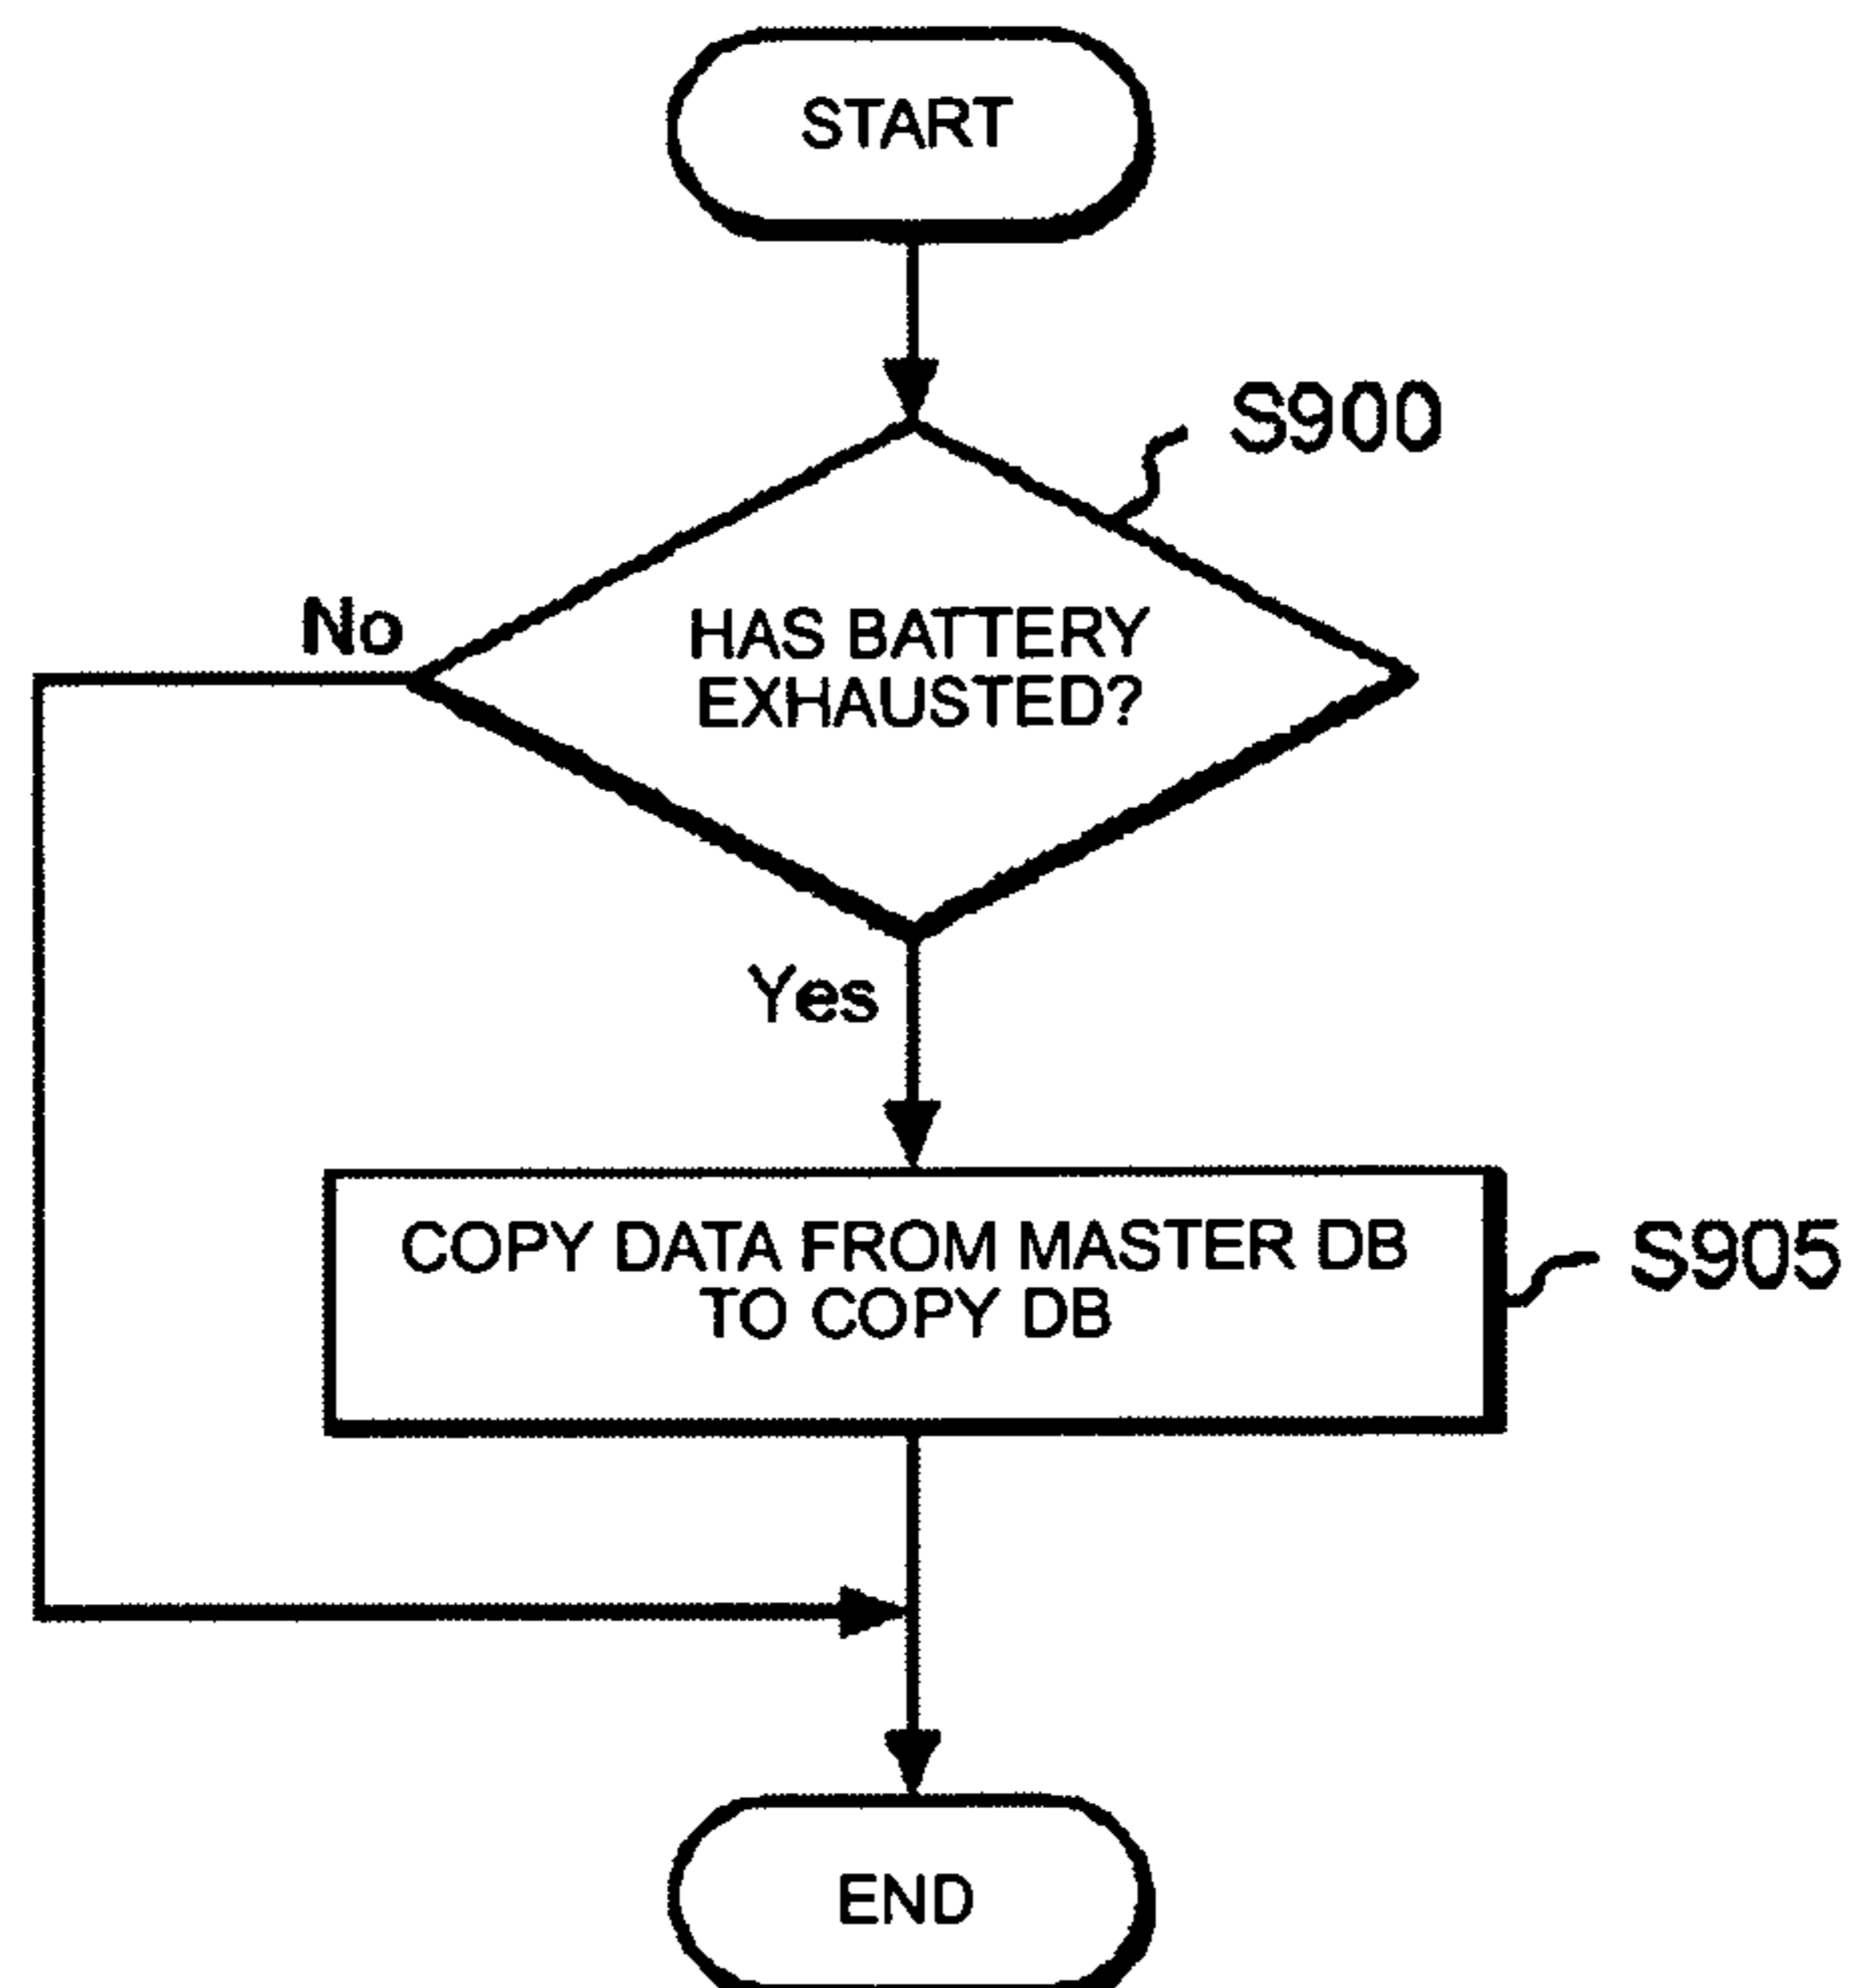 START
S900
No
HAS BATTERY
EXHAUSTED?
Yes
COPY DATA FROM MASTER DB
TO COPY DB
S905
END